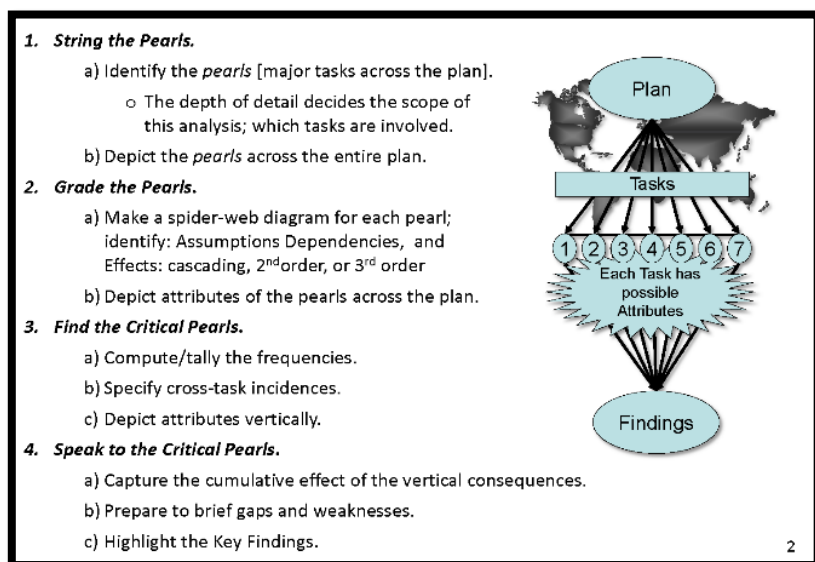 1. String the Pearls.
a) Identify the pearls [major tasks across the plan].
o The depth of detail decides the scope of
this analysis; which tasks are involved.
b) Depict the pearls across the entire plan.
2. Grade the Pearls.
a) Make a spider-web diagram for each pearl;
identify: Assumptions Dependencies, and
Effects: cascading, 2nd order, or 3rd order
b) Depict attributes of the pearls across the plan.
3. Find the Critical Pearls.
a) Compute/tally the frequencies.
b) Specify cross-task incidences.
c) Depict attributes vertically.
4. Speak to the Critical Pearls.
a) Capture the cumulative effect of the vertical consequences.
b) Prepare to brief gaps and weaknesses.
c) Highlight the Key Findings.
Plan
Tasks
1 2 3 4 5 6 7
Each Task has
possible
Attributes
Findings
2